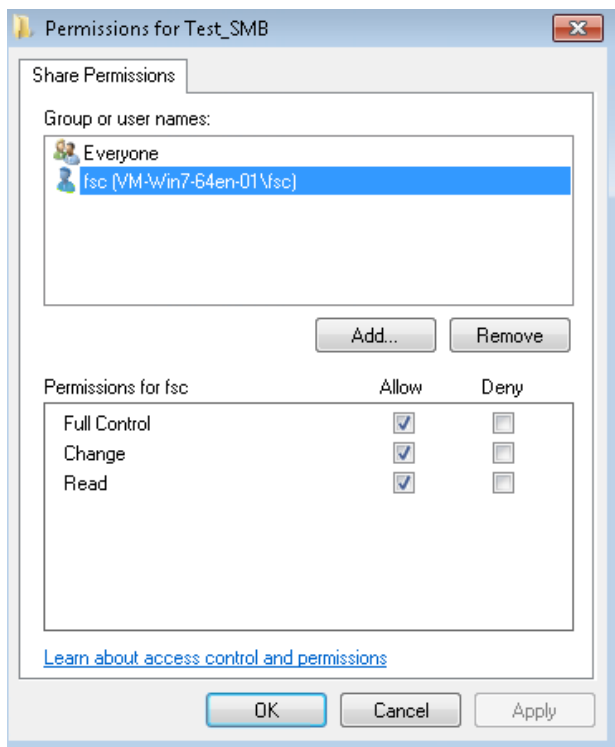 Permissions for Test_SMB
Share Permissions
Group or user names:
Everyone
fsc (VM-Win7-64en-01\fsc)
Add...
Remove
Permissions for fsc Allow Deny
Full Control
Change
Read
Learn about access control and permissions
OK
Cancel
Apply